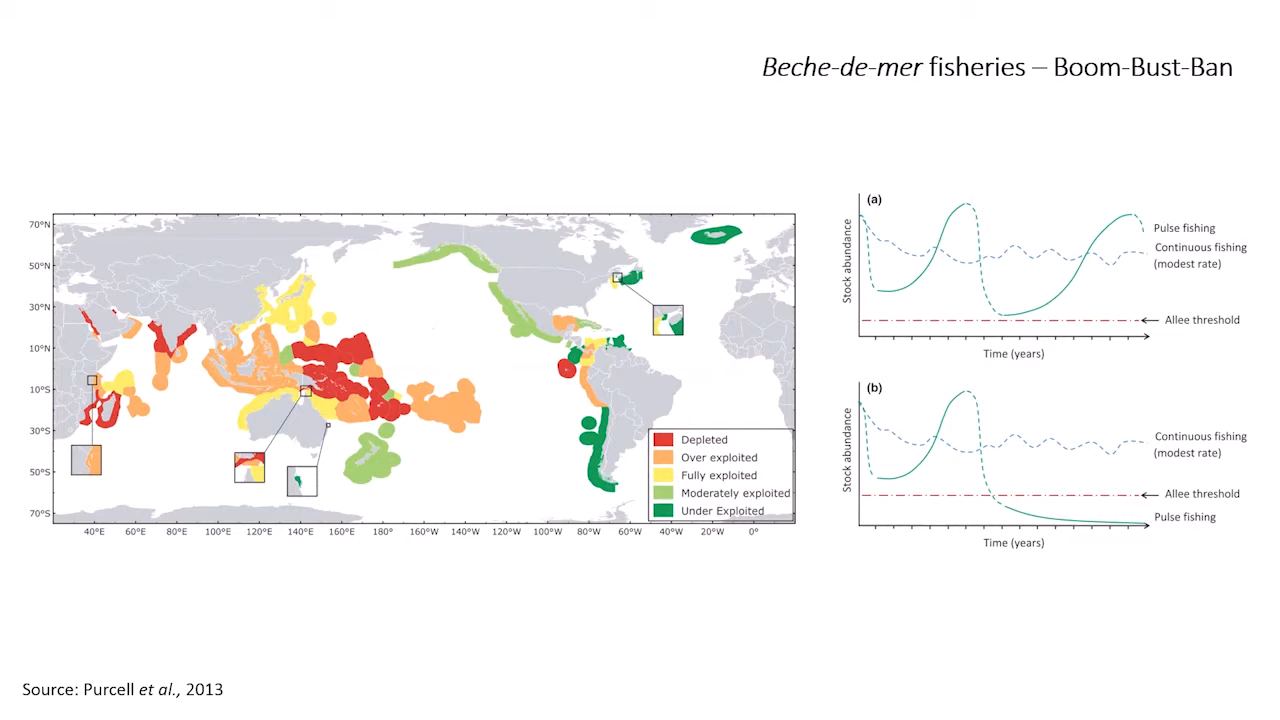 Beche-de-mer fisheries – Boom-Bust-Ban
70°N
50°N
30°N
10°N
10°S
30°S
50°S
70°S
40°E 60°E 80°E 100°E 120°E 140°E 160°E 180° 160°W 140°W 120°W 100°W 80°W 60°W 40°W 20°W 0°
Depleted
Over exploited
Fully exploited
Moderately exploited
Under Exploited
(a)
Stock abundance
Pulse fishing
Continuous fishing
(modest rate)
Allee threshold
Time (years)
(b)
Stock abundance
Continuous fishing
(modest rate)
Allee threshold
Pulse fishing
Time (years)
Source: Purcell et al., 2013